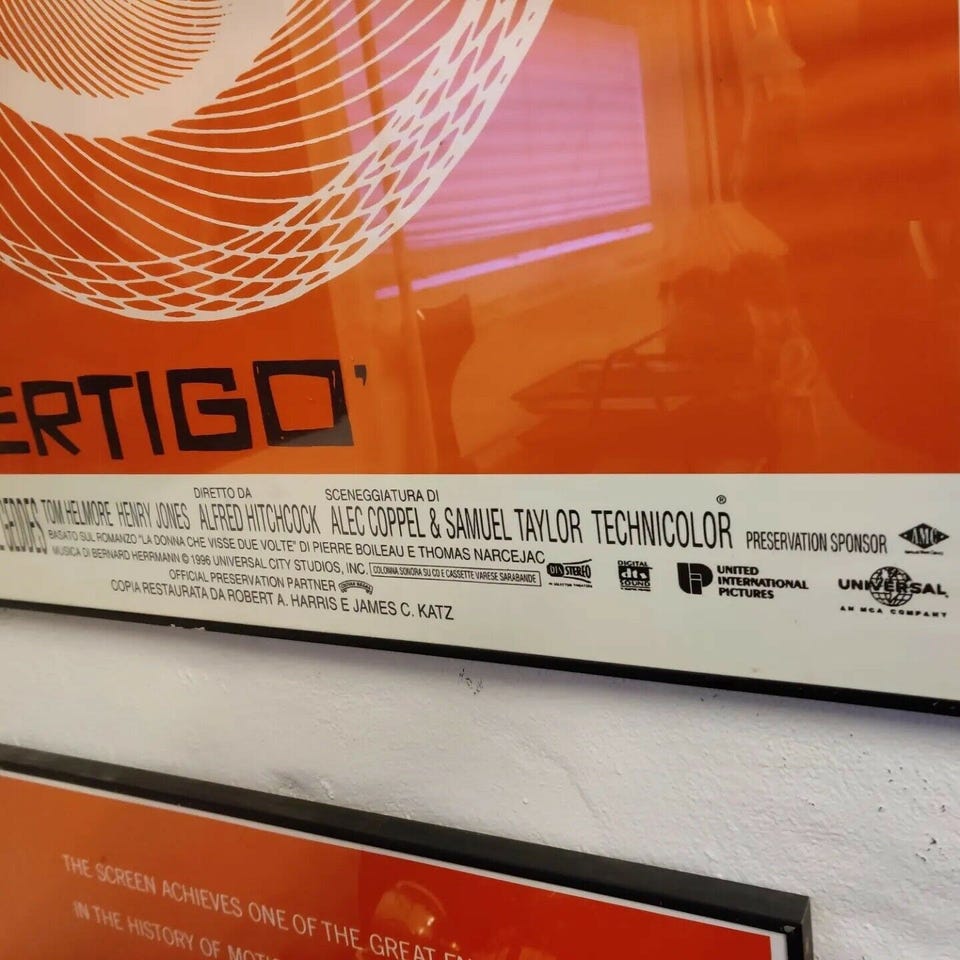 ERTIGO'
DIRETTO DA SCENEGGIATURA DI
TOM HELMORE HENRY JONES ALFRED HITCHCOCK ALEC COPPEL & SAMUEL TAYLOR TECHNICOLOR® PRESERVATION SPONSOR AMC
BASATO SUL ROMANZO "LA DONNA CHE VISSE DUE VOLTE" DI PIERRE BOILEAU E THOMAS NARCEJAC
MUSICA DI BERNARD HERRMANN © 1996 UNIVERSAL CITY STUDIOS, INC. COLONNA SONORA SU CD E CASSETTE VARESE SARABANDE
DTS STEREO
DIGITAL
dts
SOUND
UNITED
INTERNATIONAL
PICTURES
UNIVERSAL
AN MCA COMPANY
OFFICIAL PRESERVATION PARTNER
COPIA RESTAURATA DA ROBERT A. HARRIS E JAMES C. KATZ
THE SCREEN ACHIEVES ONE OF THE GREAT
IN THE HISTORY OF